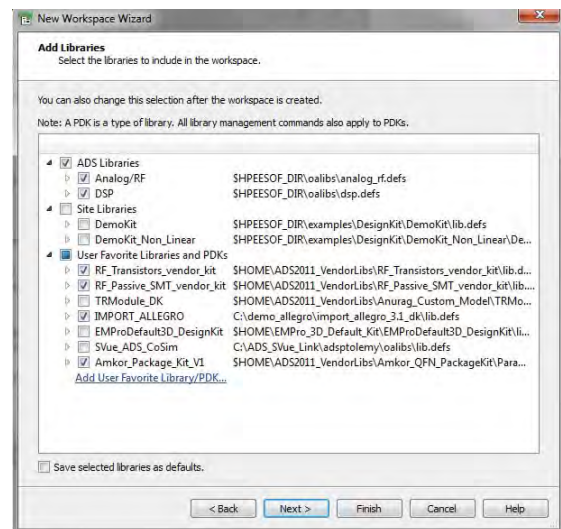 New Workspace Wizard
Add Libraries
Select the libraries to include in the workspace.
You can also change this selection after the workspace is created.
Note: A PDK is a type of library. All library management commands also apply to PDKs.
ADS Libraries
Analog/RF $HPEESOF_DIR\oalibs\analog_rf.defs
DSP $HPEESOF_DIR\oalibs\dsp.defs
Site Libraries
DemoKit $HPEESOF_DIR\examples\DesignKit\DemoKit\lib.defs
DemoKit_Non_Linear $HPEESOF_DIR\examples\DesignKit\DemoKit_Non_Linear\De...
User Favorite Libraries and PDKs
RF_Transistors_vendor_kit $HOME\ADS2011_VendorLibs\RF_Transistors_vendor_kit\lib.d...
RF_Passive_SMT_vendor_kit $HOME\ADS2011_VendorLibs\RF_Passive_SMT_vendor_kit\lib....
TRModule_DK $HOME\ADS2011_VendorLibs\Anurag_Custom_Model\TRMo...
IMPORT_ALLEGRO C:\demo_allegro\import_allegro_3.1_dk\lib.defs
EMProDefault3D_DesignKit $HOME\EMPro_3D_Default_Kit\EMProDefault3D_DesignKit\li...
SVue_ADS_CoSim C:\ADS_SVue_Link\adsptolemy\oalibs\lib.defs
Amkor_Package_Kit_V1 $HOME\ADS2011_VendorLibs\Amkor_QFN_PackageKit\Para...
Add User Favorite Library/PDK...
Save selected libraries as defaults.
< Back Next > Finish Cancel Help